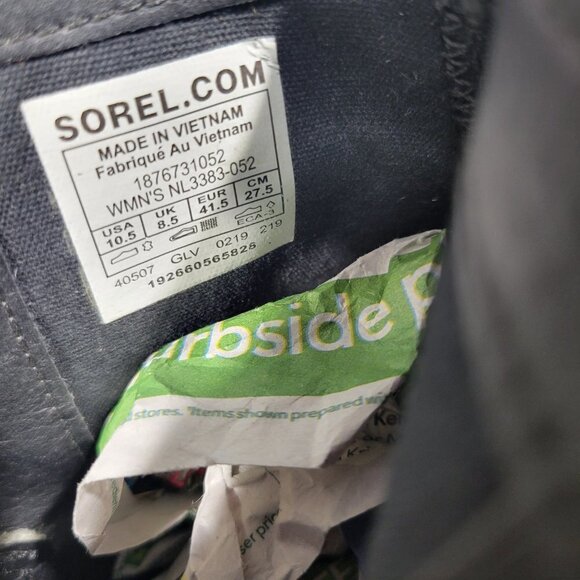 SOREL.COM
MADE IN VIETNAM
Fabriqué Au Vietnam
1876731052
WMN'S NL3383-052
USA UK EUR CM
10.5 8.5 41.5 27.5
ECA-3
40507 GLV 0219 219
192660565828
urbside
stores. *Items shown prepared